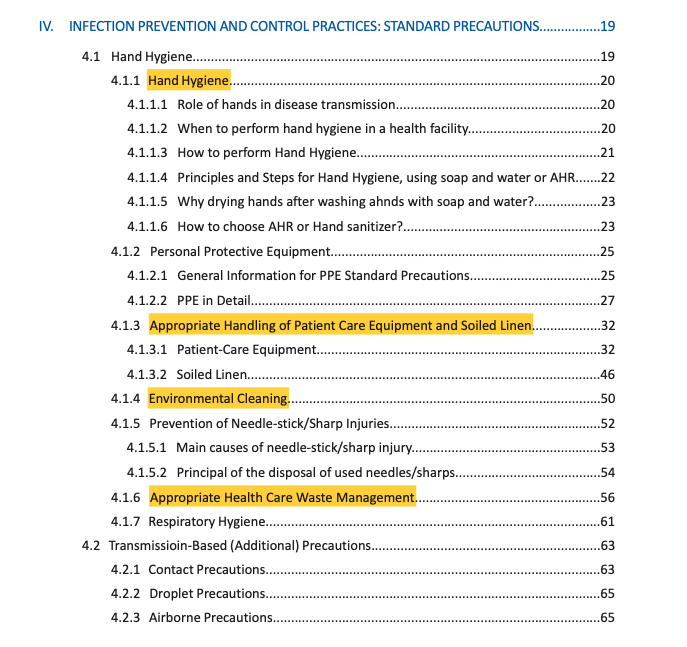 IV. INFECTION PREVENTION AND CONTROL PRACTICES: STANDARD PRECAUTIONS.................19
4.1 Hand Hygiene.....19
4.1.1 Hand Hygiene.....20
4.1.1.1 Role of hands in disease transmission.....20
4.1.1.2 When to perform hand hygiene in a health facility.....20
4.1.1.3 How to perform Hand Hygiene.....21
4.1.1.4 Principles and Steps for Hand Hygiene, using soap and water or AHR.......22
4.1.1.5 Why drying hands after washing ahnds with soap and water?.....23
4.1.1.6 How to choose AHR or Hand sanitizer?.....23
4.1.2 Personal Protective Equipment.....25
4.1.2.1 General Information for PPE Standard Precautions.....25
4.1.2.2 PPE in Detail.....27
4.1.3 Appropriate Handling of Patient Care Equipment and Soiled Linen.....32
4.1.3.1 Patient-Care Equipment.....32
4.1.3.2 Soiled Linen.....46
4.1.4 Environmental Cleaning.....50
4.1.5 Prevention of Needle-stick/Sharp Injuries.....52
4.1.5.1 Main causes of needle-stick/sharp injury.....53
4.1.5.2 Principal of the disposal of used needles/sharps.....54
4.1.6 Appropriate Health Care Waste Management.....56
4.1.7 Respiratory Hygiene.....61
4.2 Transmissioin-Based (Additional) Precautions.....63
4.2.1 Contact Precautions.....63
4.2.2 Droplet Precautions.....65
4.2.3 Airborne Precautions.....65